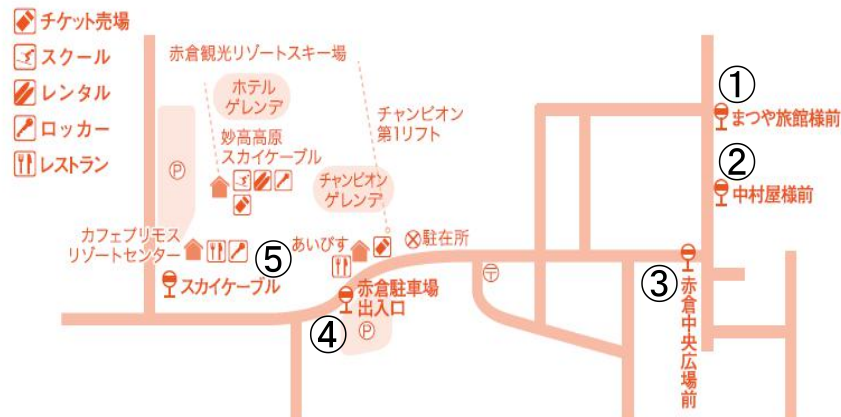 チケット売場
スクール
レンタル
ロッカー
レストラン
赤倉観光リゾートスキー場
ホテル
ゲレンデ
妙高高原
スカイケーブル
チャンピオン
第1リフト
チャンピオン
ゲレンデ
Ⓟ
カフェプリモス
リゾートセンター
⑤
スカイケーブル
あいびす
駐在所
④
赤倉駐車場
出入口
Ⓟ
〒
①
まつや旅館様前
②
中村屋様前
③
赤倉中央広場前